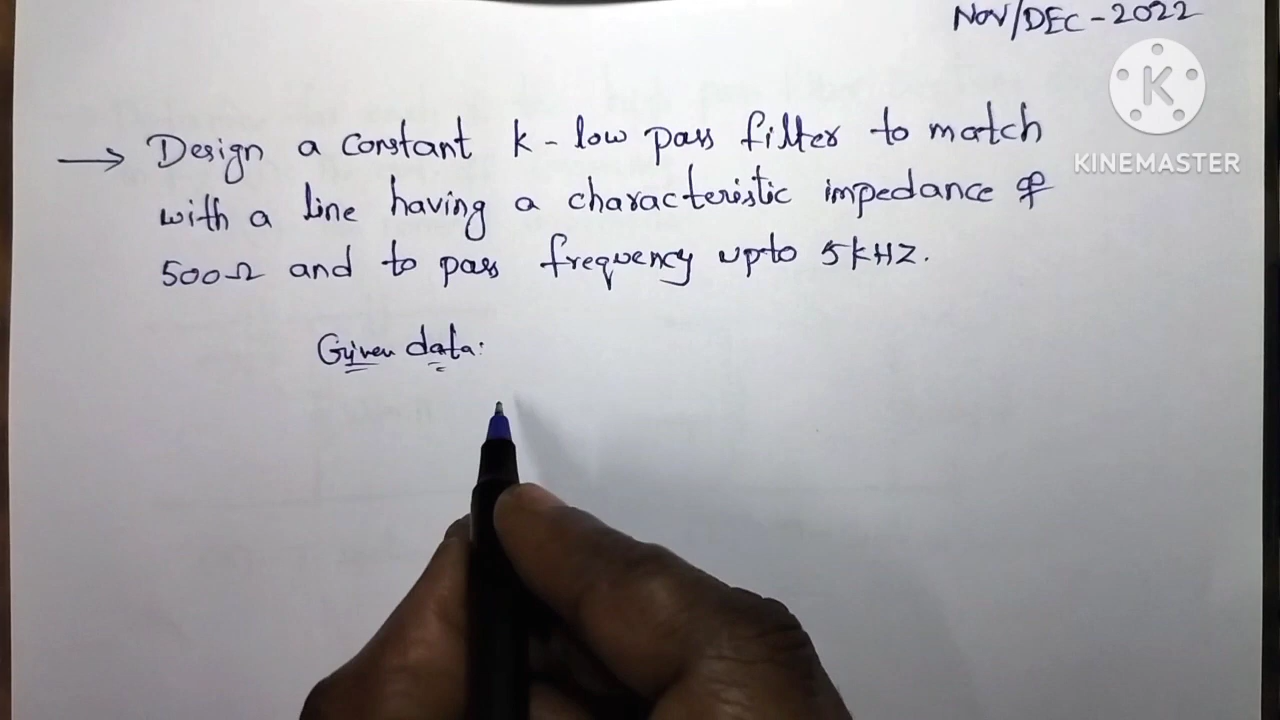 NOV/DEC-2022
K
KINEMASTER
→ Design a constant k-low pass filter to match
with a line having a characteristic impedance of
500Ω and to pass frequency upto 5kHZ.
Given data: